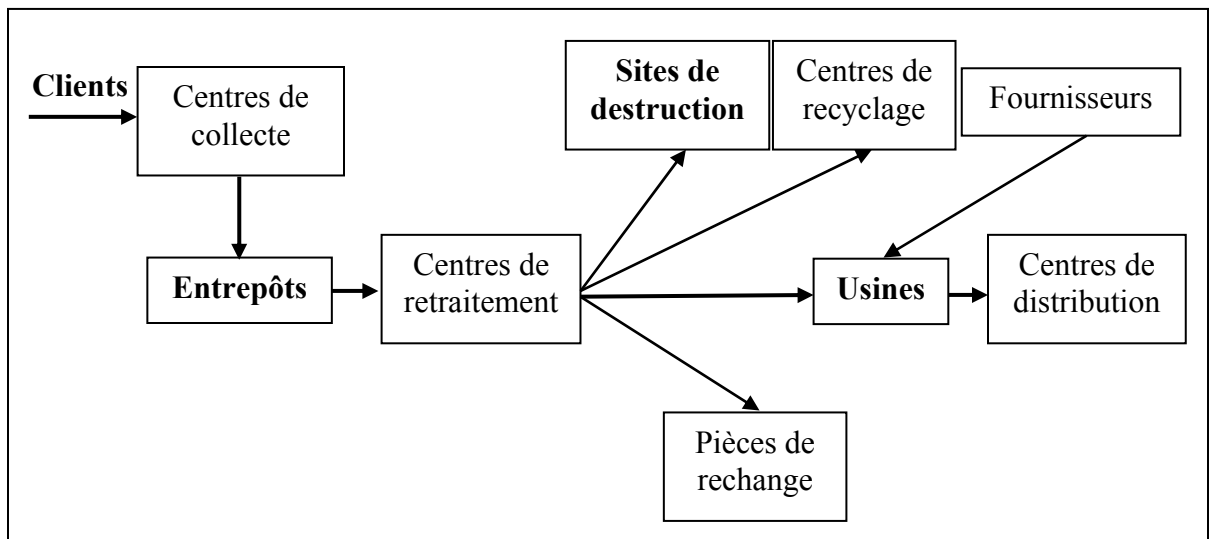 Clients
Centres de
collecte
Sites de
destruction
Centres de
recyclage
Fournisseurs
Entrepôts
Centres de
retraitement
Usines
Centres de
distribution
Pièces de
rechange